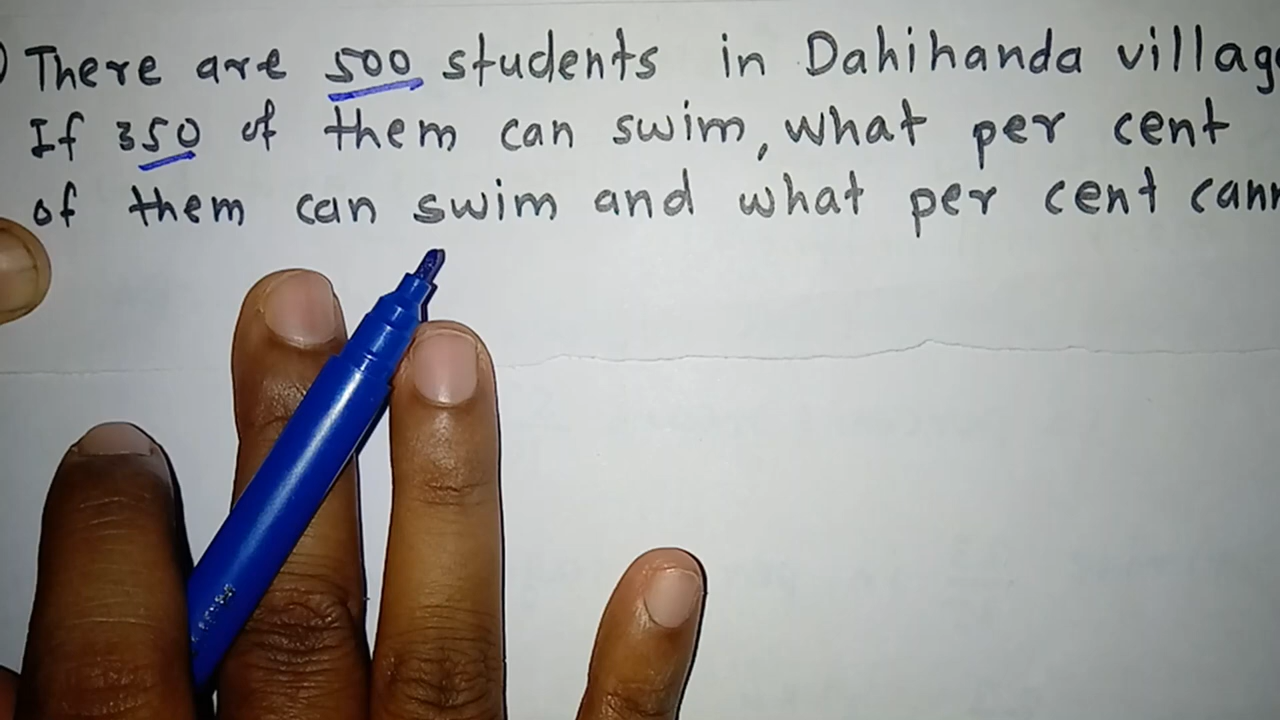 There are 500 students in Dahihanda village
If 350 of them can swim, what per cent
of them can swim and what per cent cann